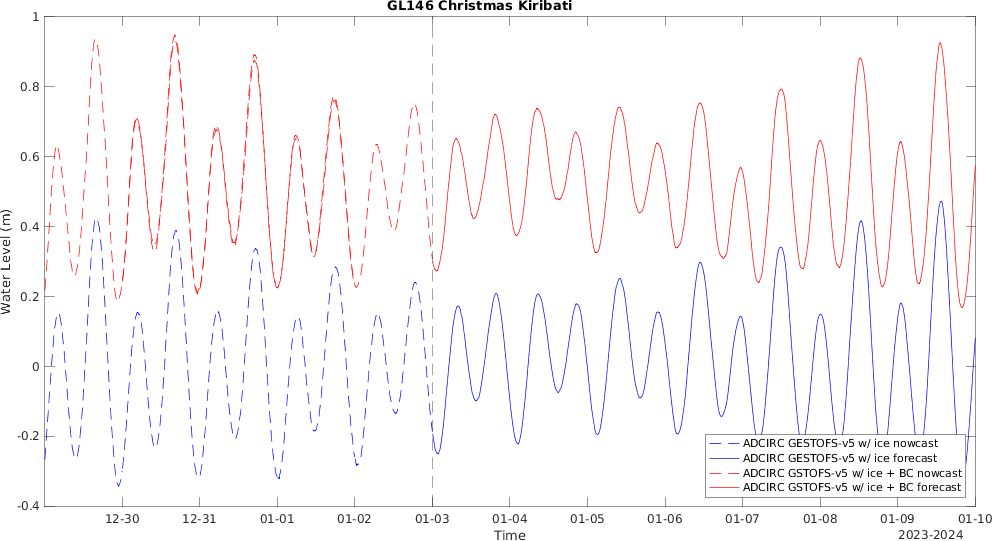 GL146 Christmas Kiribati
1
0.8
0.6
0.4
0.2
0
-0.2
-0.4
Water Level (m)
ADCIRC GESTOFS-v5 w/ ice nowcast
ADCIRC GESTOFS-v5 w/ ice forecast
ADCIRC GSTOFS-v5 w/ ice + BC nowcast
ADCIRC GSTOFS-v5 w/ ice + BC forecast
12-30 12-31 01-01 01-02 01-03 01-04 01-05 01-06 01-07 01-08 01-09 01-10
Time
2023-2024